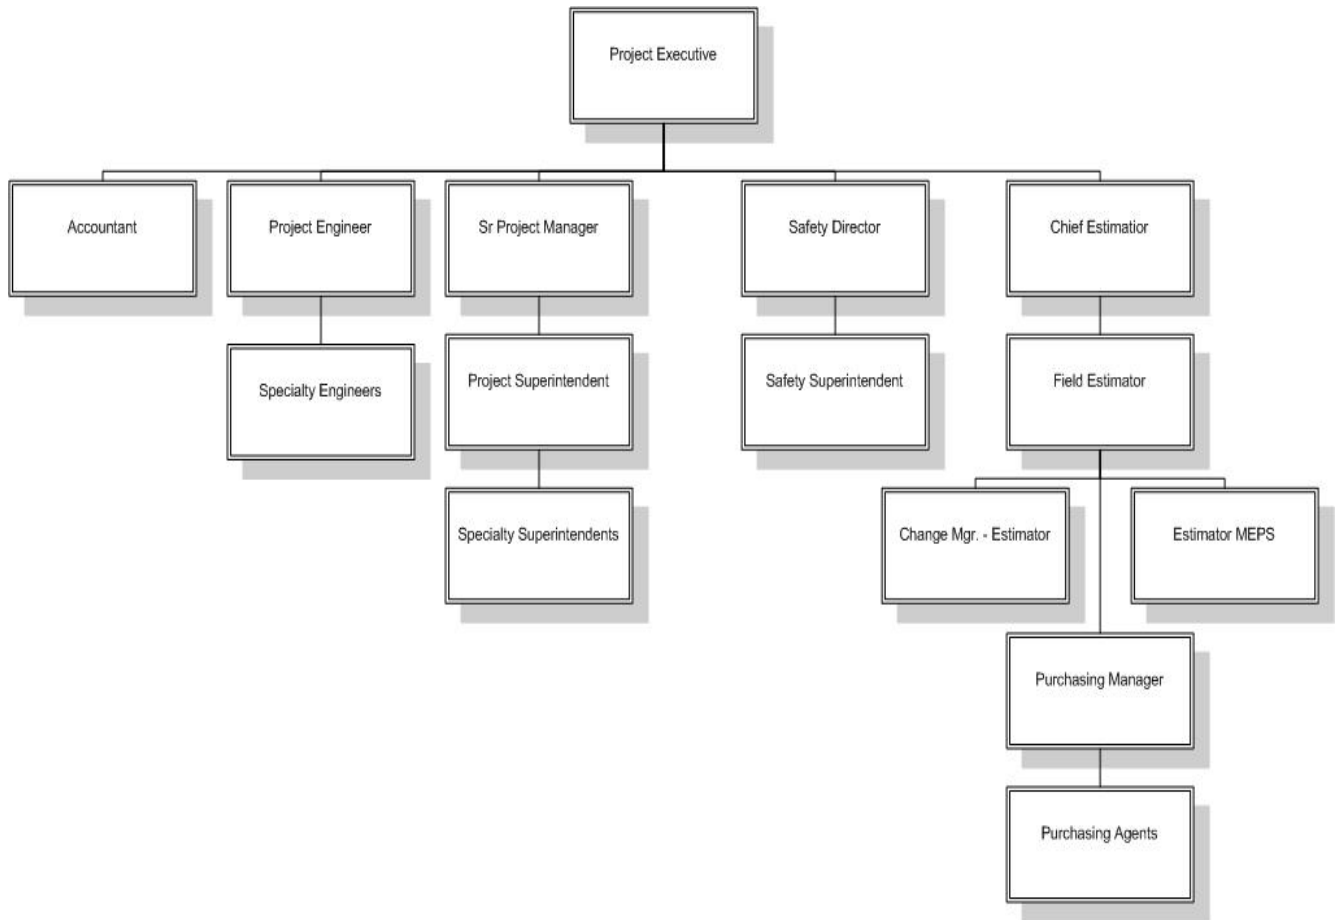 Project Executive
Accountant
Project Engineer
Sr Project Manager
Safety Director
Chief Estimatior
Specialty Engineers
Project Superintendent
Safety Superintendent
Field Estimator
Specialty Superintendents
Change Mgr. - Estimator
Estimator MEPS
Purchasing Manager
Purchasing Agents